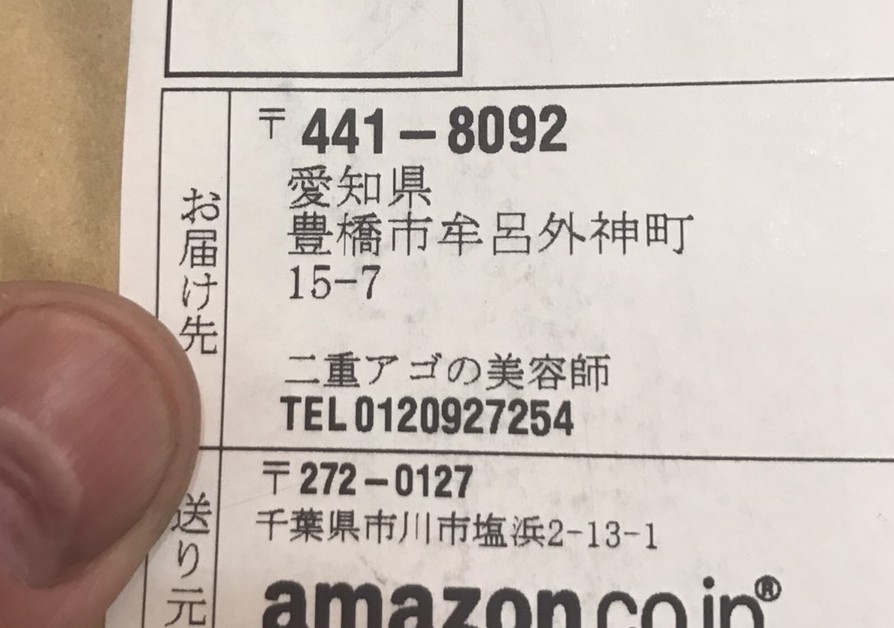 お届け先
〒 441-8092
愛知県
豊橋市牟呂外神町
15-7
二重アゴの美容師
TEL 0120927254
送り元
〒272-0127
千葉県市川市塩浜2-13-1
amazon.co.jp®